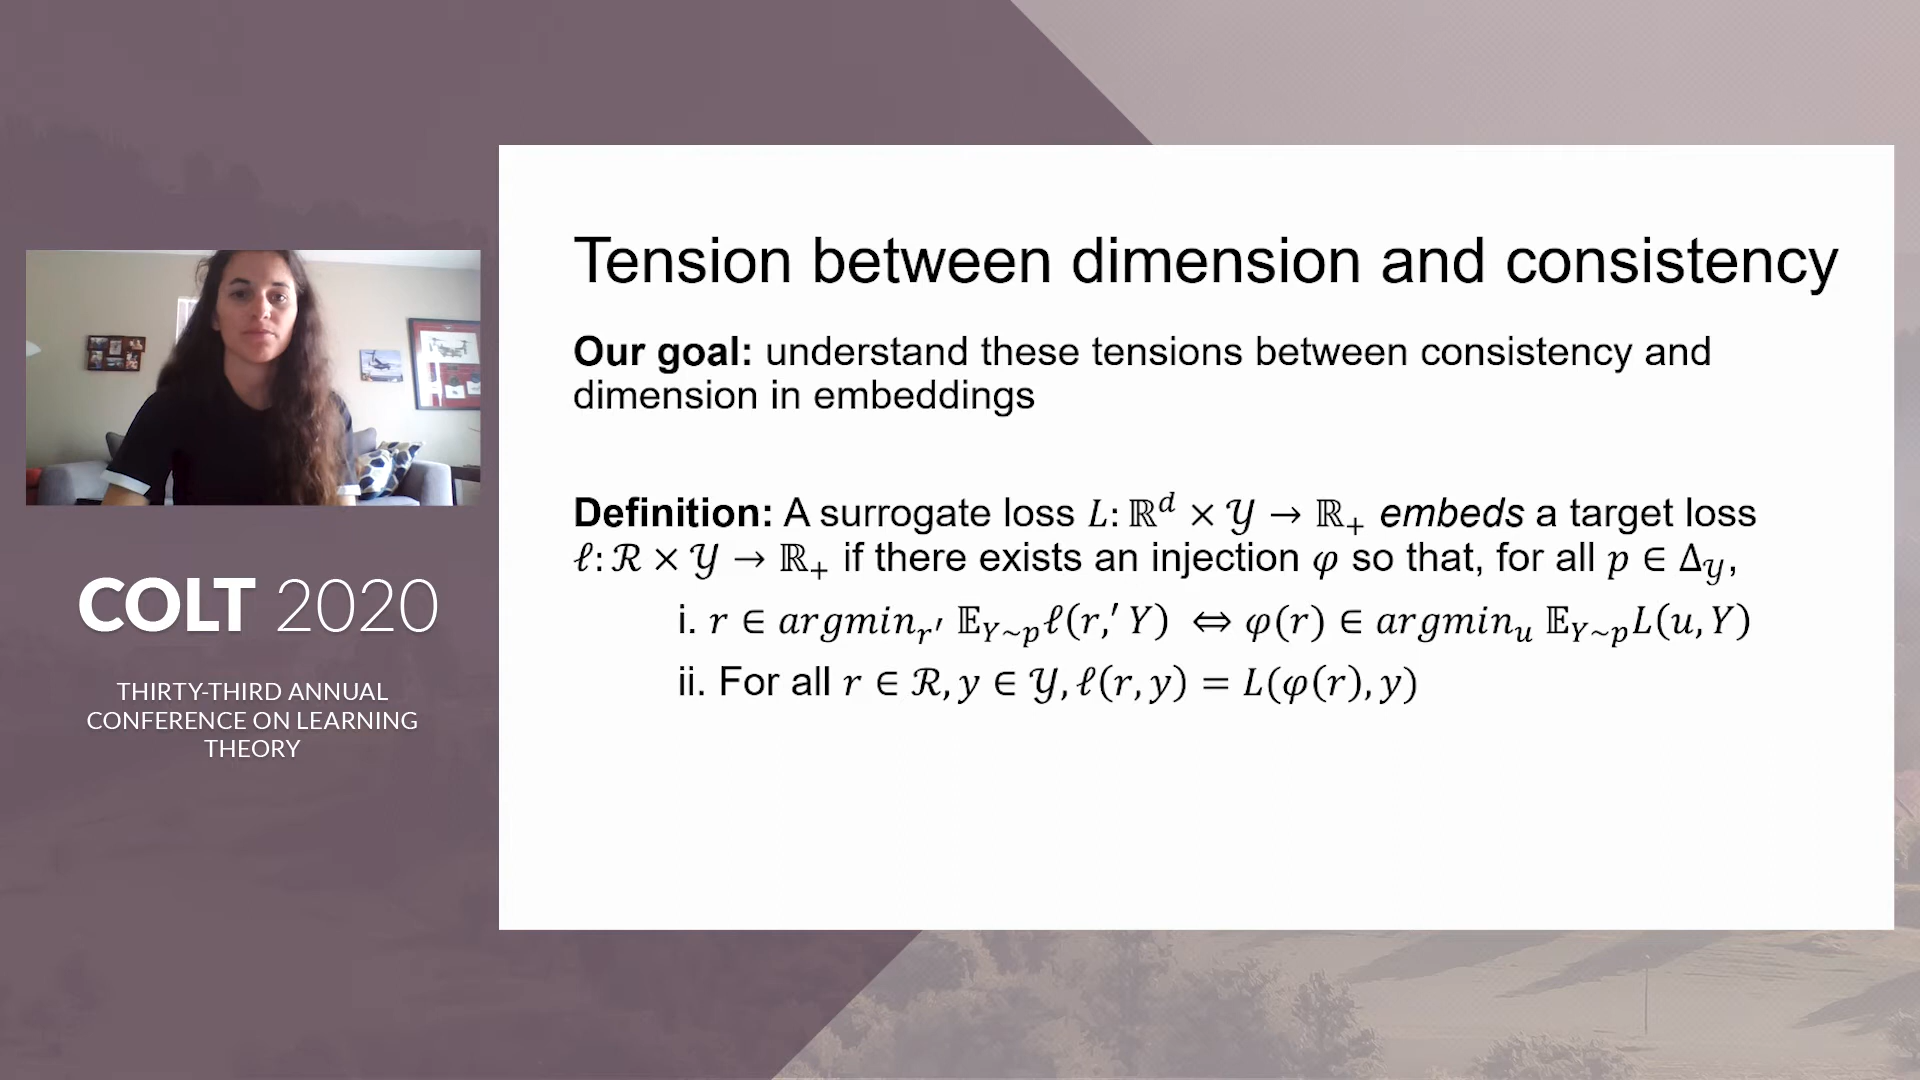 Tension between dimension and consistency
Our goal: understand these tensions between consistency and
dimension in embeddings
Definition: A surrogate loss L: ℝᵈ × 𝒴 → ℝ₊ embeds a target loss
ℓ: ℛ × 𝒴 → ℝ₊ if there exists an injection φ so that, for all p ∈ Δ_𝒴,
i. r ∈ argmin_r′ 𝔼_Y~p ℓ(r,′ Y) ⇔ φ(r) ∈ argmin_u 𝔼_Y~p L(u, Y)
ii. For all r ∈ ℛ, y ∈ 𝒴, ℓ(r, y) = L(φ(r), y)
COLT 2020
THIRTY-THIRD ANNUAL
CONFERENCE ON LEARNING
THEORY